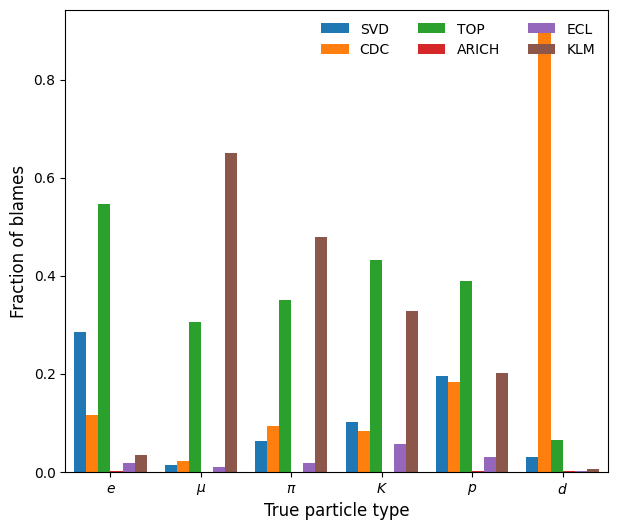 SVD TOP ECL
CDC ARICH KLM
Fraction of blames
0.8
0.6
0.4
0.2
0.0
e μ π K p d
True particle type